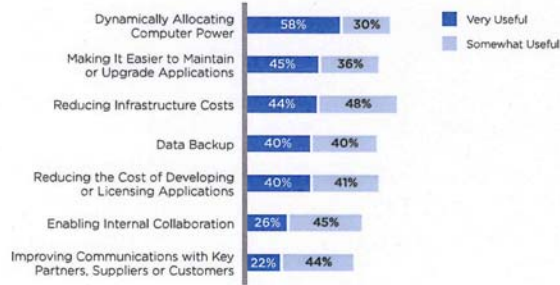 Dynamically Allocating
Computer Power
58% 30%
Very Useful
Somewhat Useful
Making It Easier to Maintain
or Upgrade Applications
45% 36%
Reducing Infrastructure Costs
44% 48%
Data Backup
40% 40%
Reducing the Cost of Developing
or Licensing Applications
40% 41%
Enabling Internal Collaboration
26% 45%
Improving Communications with Key
Partners, Suppliers or Customers
22% 44%